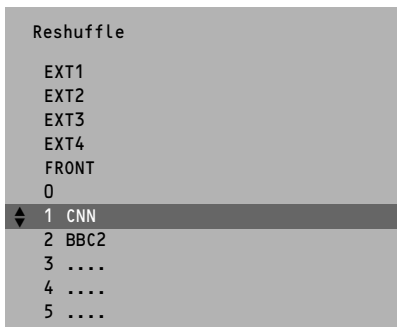 Reshuffle
EXT1
EXT2
EXT3
EXT4
FRONT
0
1 CNN
2 BBC2
3 ....
4 ....
5 ....